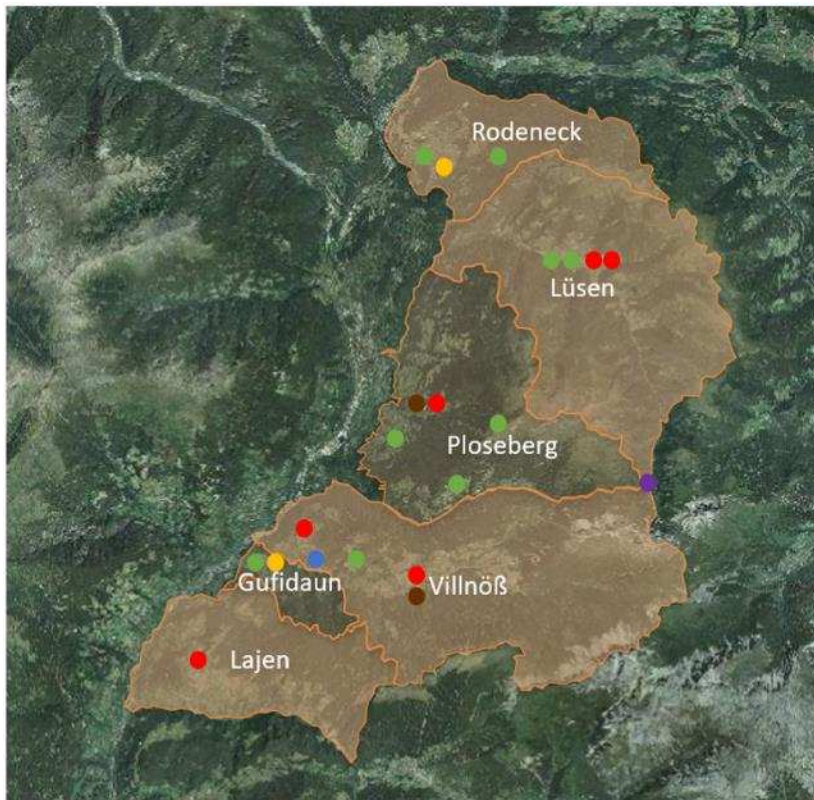 Rodeneck
Lüsen
Ploseberg
Gufidaun
Villnöß
Lajen